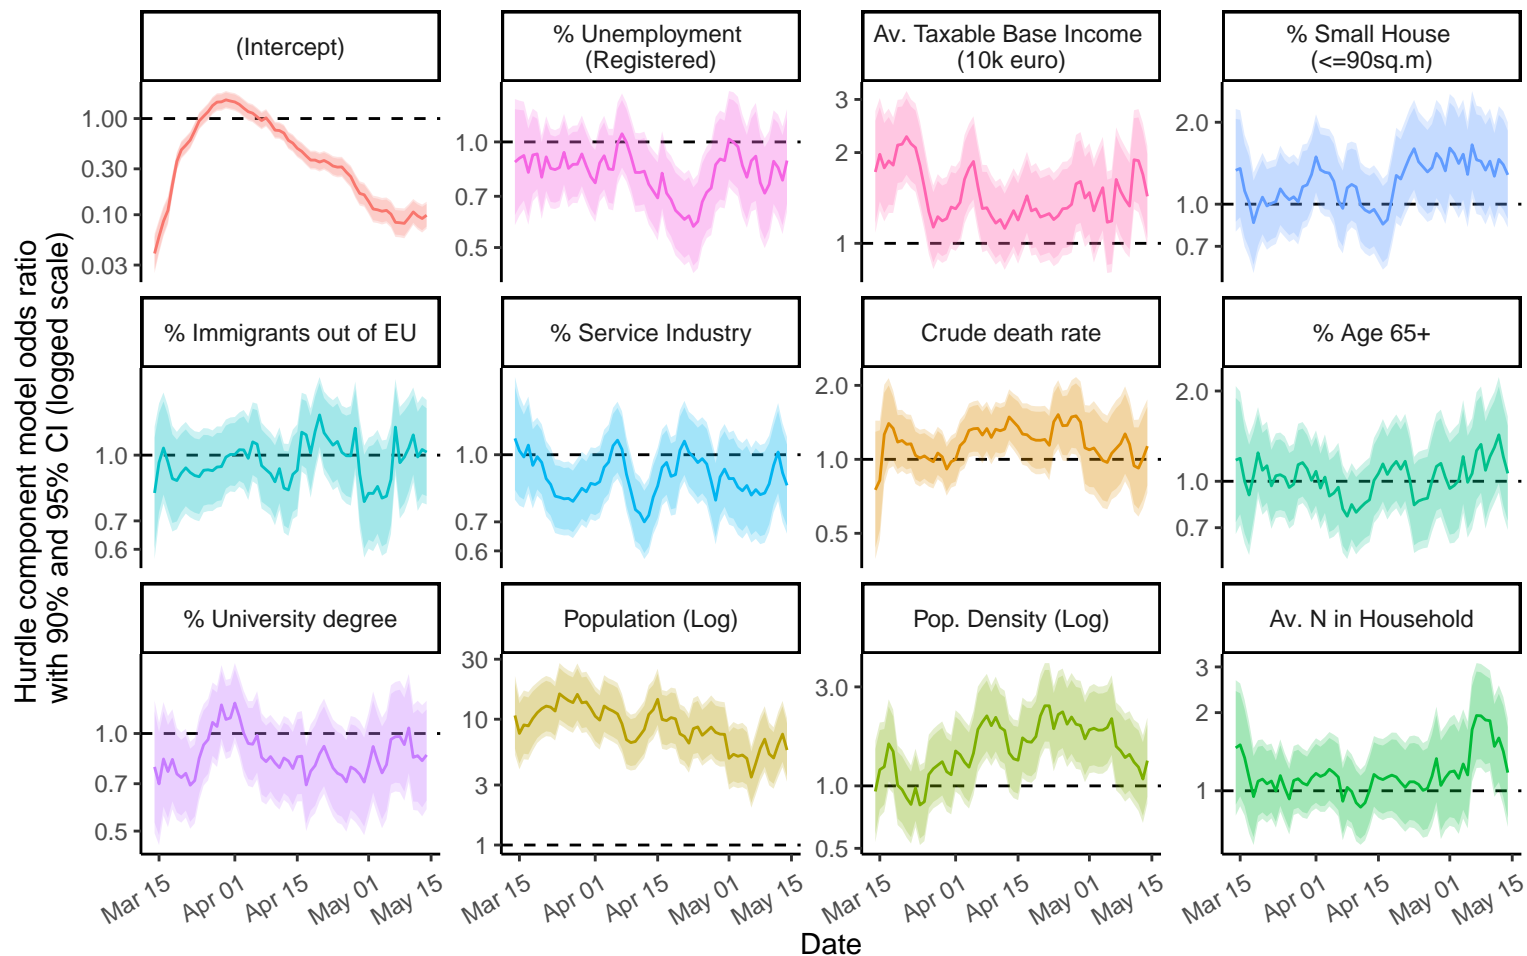 Hurdle component model odds ratio
with 90% and 95% CI (logged scale)
(Intercept)
1.00
0.30
0.10
0.03
% Unemployment
(Registered)
1.0
0.7
0.5
Av. Taxable Base Income
(10k euro)
3
2
1
% Small House
(<=90sq.m)
2.0
1.0
0.7
% Immigrants out of EU
1.0
0.7
0.6
% Service Industry
1.0
0.7
0.6
Crude death rate
2.0
1.0
0.5
% Age 65+
2.0
1.0
0.7
% University degree
1.0
0.7
0.5
Population (Log)
30
10
3
1
Pop. Density (Log)
3.0
1.0
0.5
Av. N in Household
3
2
1
Mar 15 Apr 01 Apr 15 May 01 May 15
Mar 15 Apr 01 Apr 15 May 01 May 15
Mar 15 Apr 01 Apr 15 May 01 May 15
Mar 15 Apr 01 Apr 15 May 01 May 15
Date